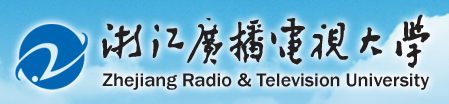 浙江廣播電視大學
Zhejiang Radio & Television University